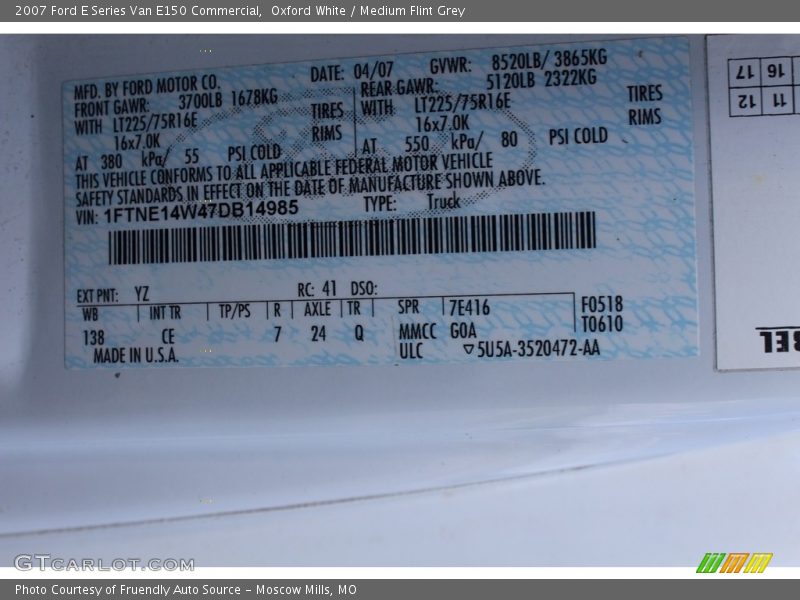 2007 Ford E Series Van E150 Commercial,  Oxford White / Medium Flint Grey
MFD. BY FORD MOTOR CO.
DATE: 04/07
GVWR: 8520LB/ 3865KG
FRONT GAWR: 3700LB 1678KG
REAR GAWR: 5120LB 2322KG
WITH LT225/75R16E TIRES
WITH LT225/75R16E TIRES
16x7.0K RIMS
16x7.0K RIMS
AT 380 kPa/ 55 PSI COLD
AT 550 kPa/ 80 PSI COLD
THIS VEHICLE CONFORMS TO ALL APPLICABLE FEDERAL MOTOR VEHICLE
SAFETY STANDARDS IN EFFECT ON THE DATE OF MANUFACTURE SHOWN ABOVE.
VIN: 1FTNE14W47DB14985
TYPE: Truck
EXT PNT: YZ
RC: 41 DSO:
WB INT TR TP/PS R AXLE TR SPR 7E416 F0518
138 CE 7 24 Q MMCC G0A T0610
MADE IN U.S.A.
ULC ▽5U5A-3520472-AA
17 16
12 11
BEL
GTCARLOT.COM
Photo Courtesy of Fruendly Auto Source – Moscow Mills, MO